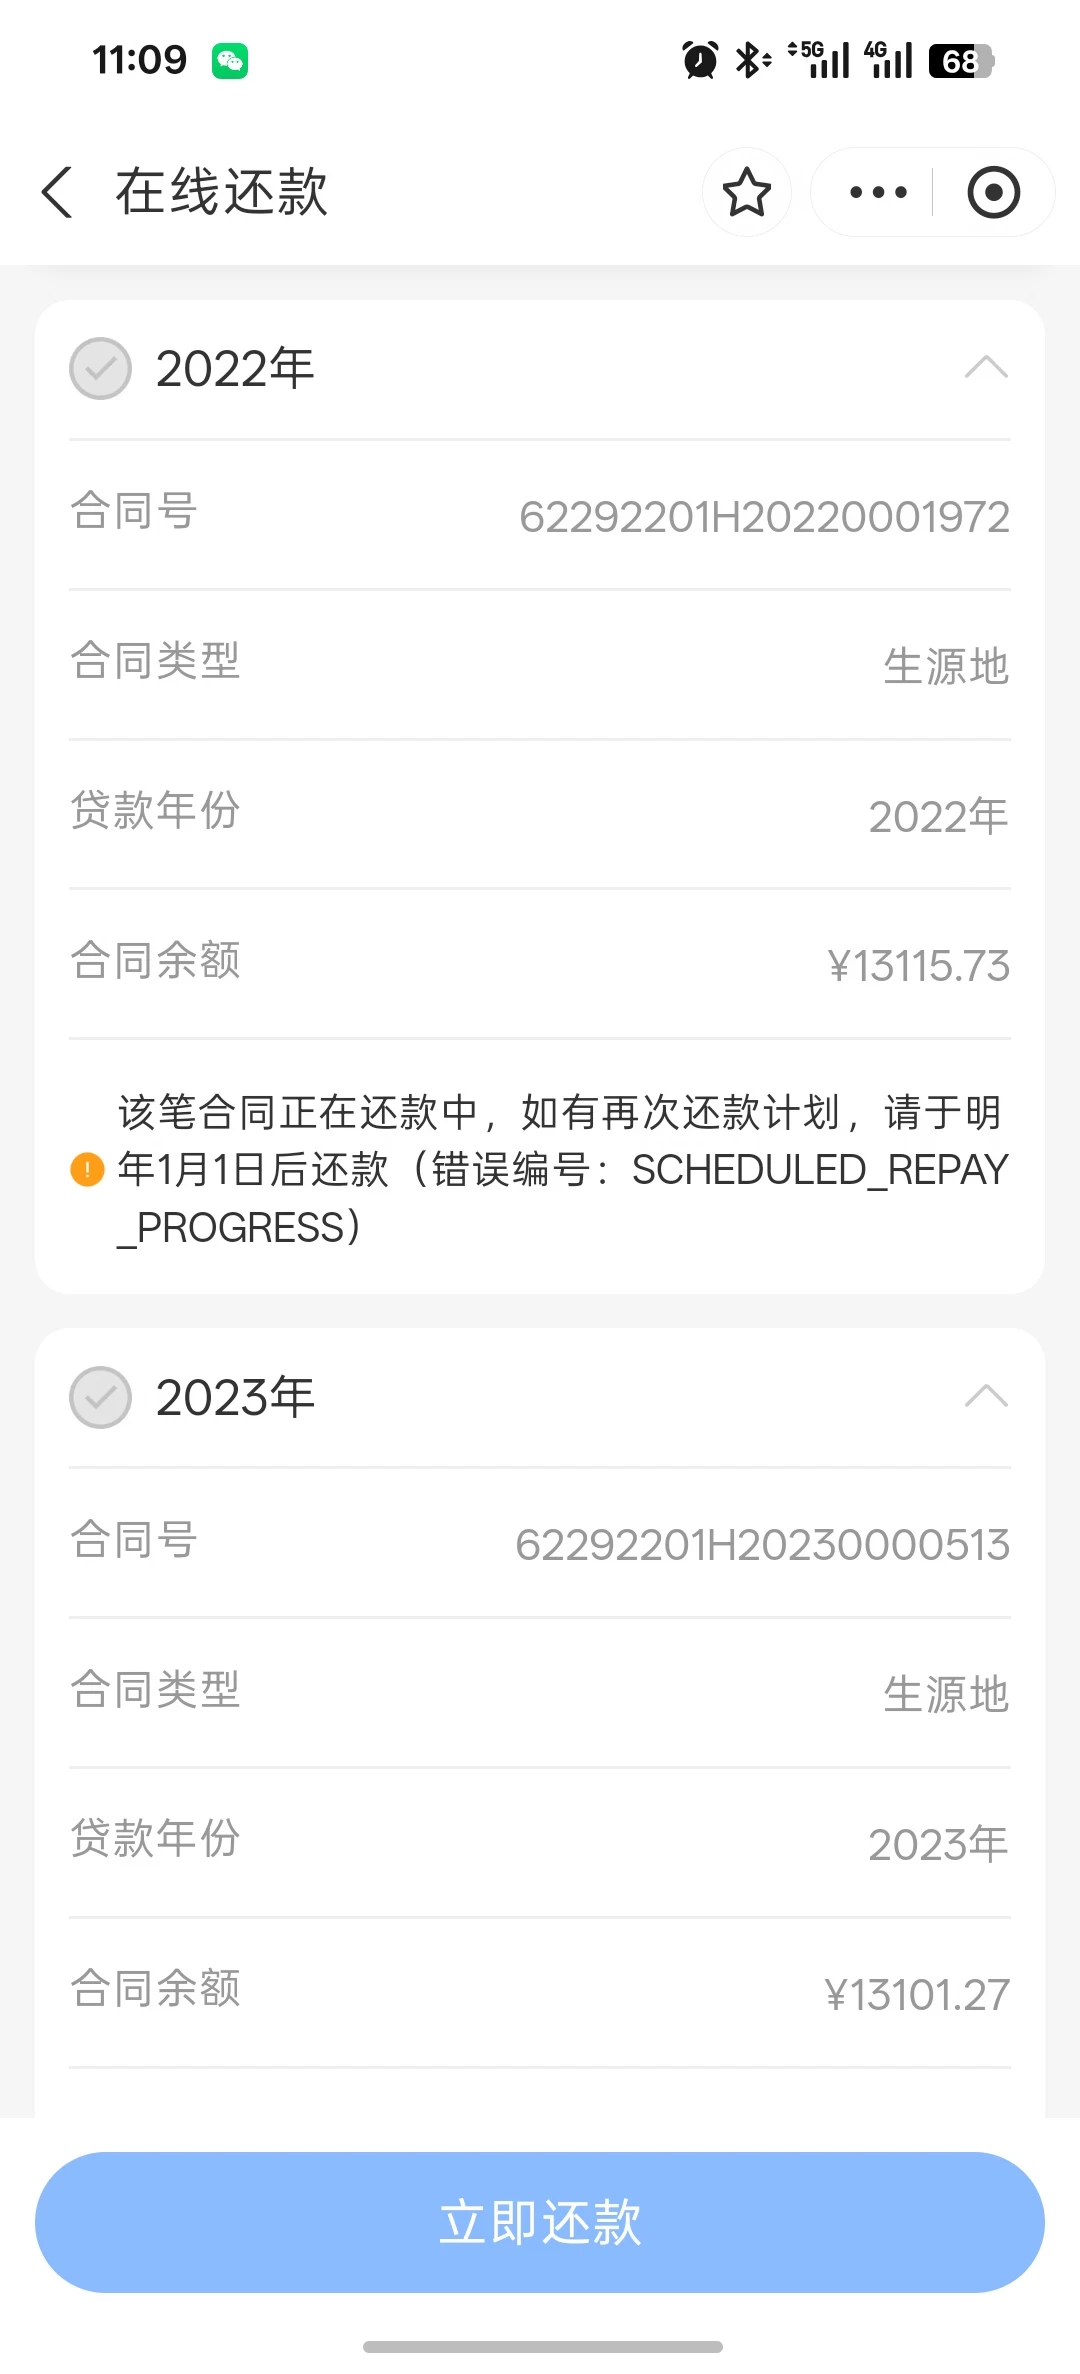 11:09
5G 4G 68
在线还款
2022年
合同号 62292201H20220001972
合同类型 生源地
贷款年份 2022年
合同余额 ¥13115.73
该笔合同正在还款中，如有再次还款计划，请于明
年1月1日后还款（错误编号：SCHEDULED_REPAY
_PROGRESS）
2023年
合同号 62292201H20230000513
合同类型 生源地
贷款年份 2023年
合同余额 ¥13101.27
立即还款